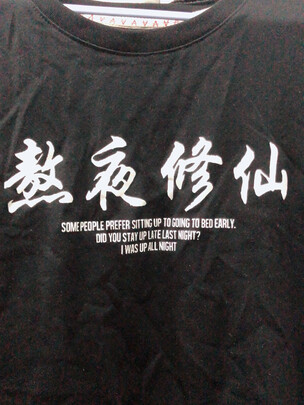 熬夜修仙
SOME PEOPLE PREFER SITTING UP TO GOING TO BED EARLY.
DID YOU STAY UP LATE LAST NIGHT?
I WAS UP ALL NIGHT